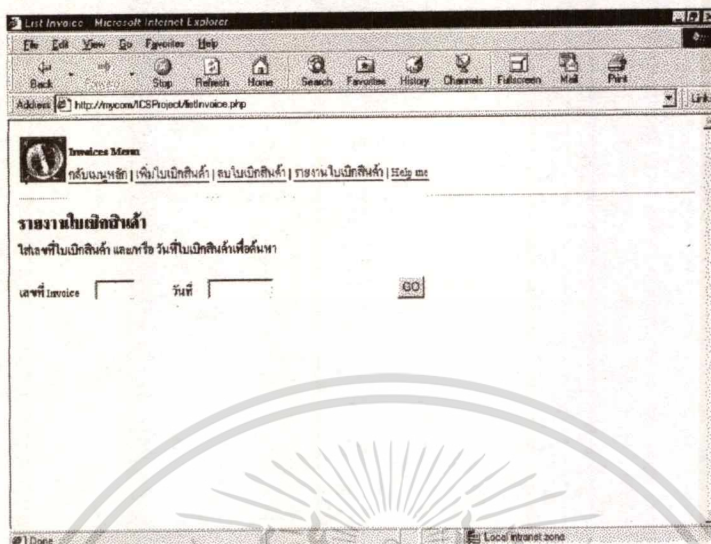 List Invoice - Microsoft Internet Explorer
File Edit View Go Favorites Help
Back Forward Stop Refresh Home Search Favorites History Channels Fullscreen Mail Print
Address http://mycom/ICSProject/listInvoice.php Link
Invoices Menu
กลับเมนูหลัก | เพิ่มใบเบิกสินค้า | ลบใบเบิกสินค้า | รายงานใบเบิกสินค้า | Help me
รายงานใบเบิกสินค้า
ใส่เลขที่ใบเบิกสินค้า และ/หรือ วันที่ใบเบิกสินค้าเพื่อค้นหา
เลขที่ Invoice วันที่ GO
Done Local intranet zone